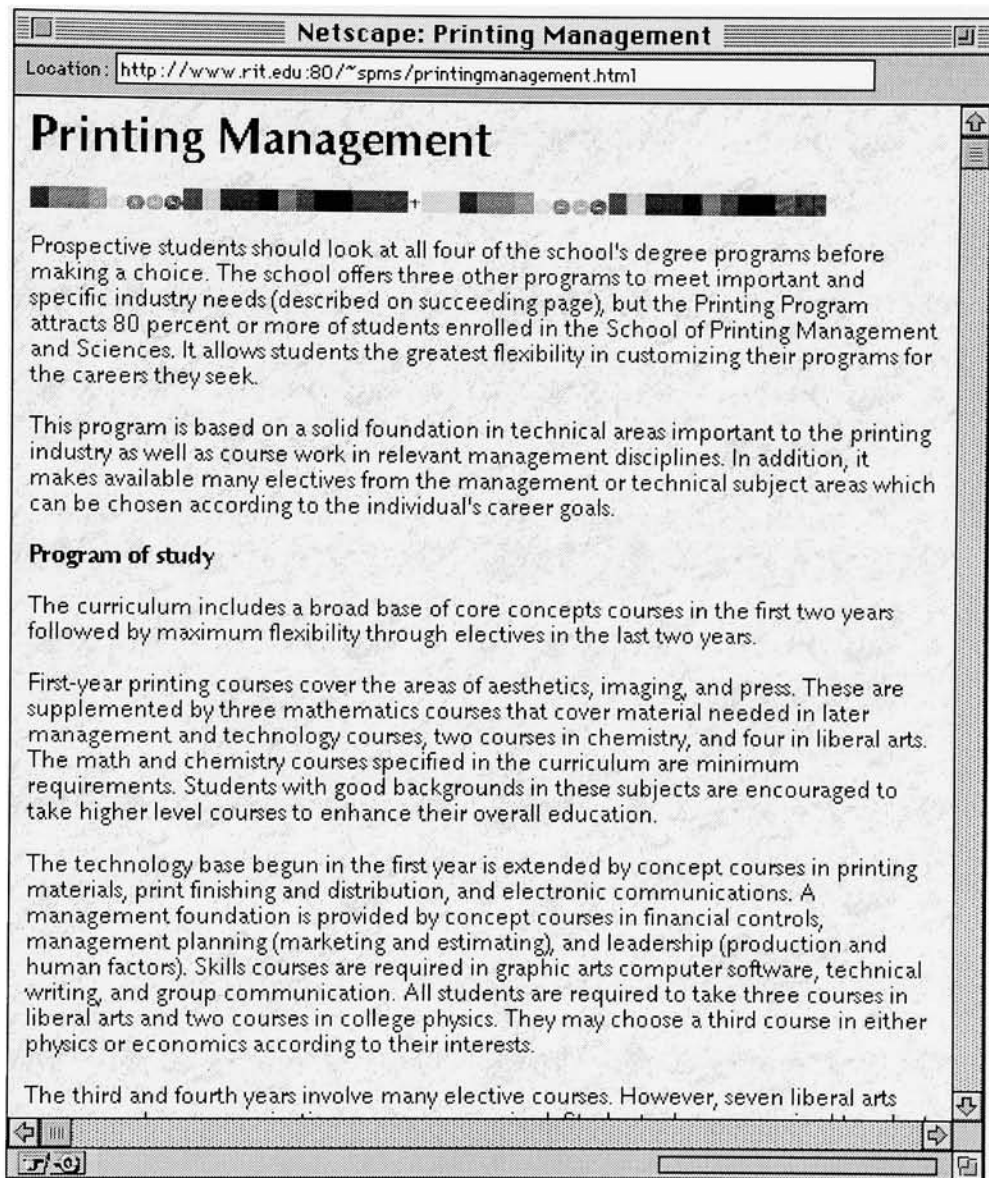 Netscape: Printing Management
Location: http://www.rit.edu:80/~spms/printingmanagement.html
Printing Management
Prospective students should look at all four of the school's degree programs before
making a choice. The school offers three other programs to meet important and
specific industry needs (described on succeeding page), but the Printing Program
attracts 80 percent or more of students enrolled in the School of Printing Management
and Sciences. It allows students the greatest flexibility in customizing their programs for
the careers they seek.
This program is based on a solid foundation in technical areas important to the printing
industry as well as course work in relevant management disciplines. In addition, it
makes available many electives from the management or technical subject areas which
can be chosen according to the individual's career goals.
Program of study
The curriculum includes a broad base of core concepts courses in the first two years
followed by maximum flexibility through electives in the last two years.
First-year printing courses cover the areas of aesthetics, imaging, and press. These are
supplemented by three mathematics courses that cover material needed in later
management and technology courses, two courses in chemistry, and four in liberal arts.
The math and chemistry courses specified in the curriculum are minimum
requirements. Students with good backgrounds in these subjects are encouraged to
take higher level courses to enhance their overall education.
The technology base begun in the first year is extended by concept courses in printing
materials, print finishing and distribution, and electronic communications. A
management foundation is provided by concept courses in financial controls,
management planning (marketing and estimating), and leadership (production and
human factors). Skills courses are required in graphic arts computer software, technical
writing, and group communication. All students are required to take three courses in
liberal arts and two courses in college physics. They may choose a third course in either
physics or economics according to their interests.
The third and fourth years involve many elective courses. However, seven liberal arts